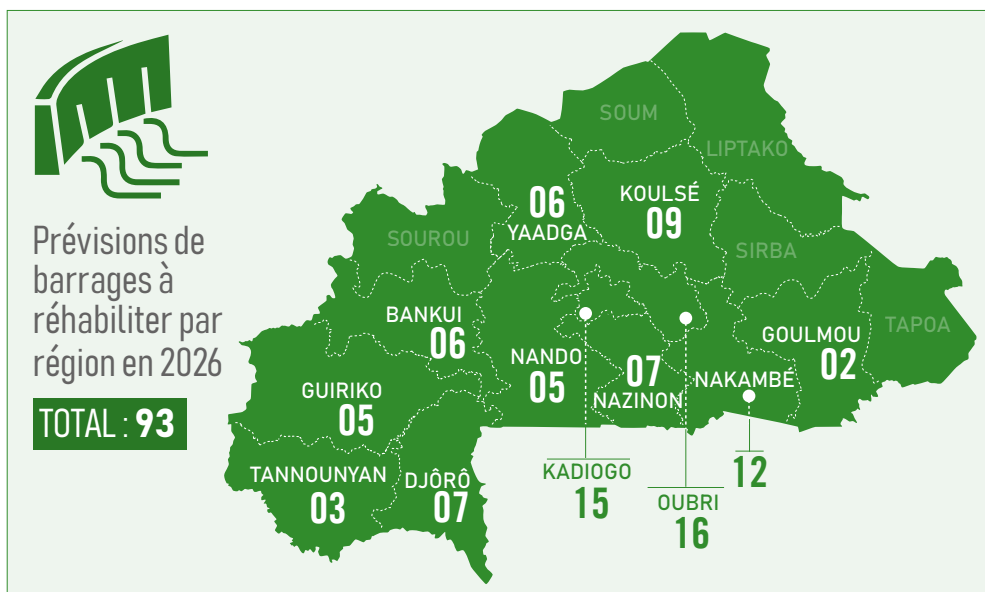 Prévisions de
barrages à
réhabiliter par
région en 2026
TOTAL : 93
SOUM
LIPTAKO
06
YAADGA
KOULSÉ
09
SOUROU
SIRBA
BANKUI
06
NANDO
05
07
NAZINON
NAKAMBÉ
12
GOULMOU
02
TAPOA
GUIRIKO
05
TANNOUNYAN
03
DJÔRÔ
07
KADIOGO
15
OUBRI
16